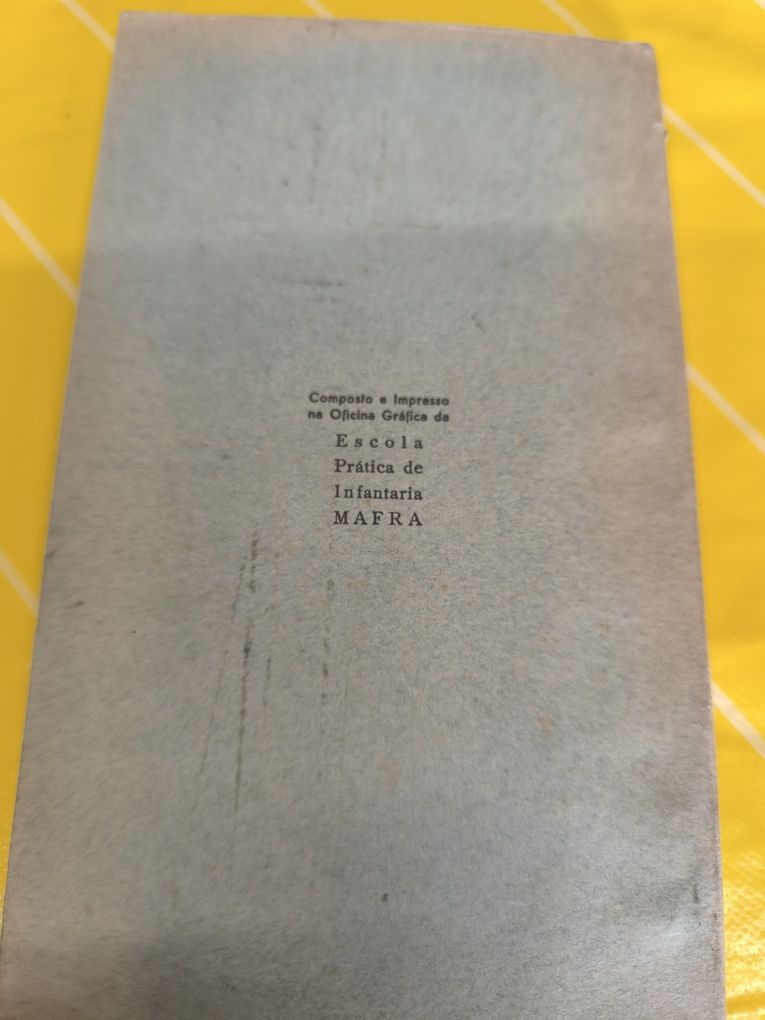 Composto e Impresso
na Oficina Gráfica da
Escola
Prática de
Infantaria
MAFRA